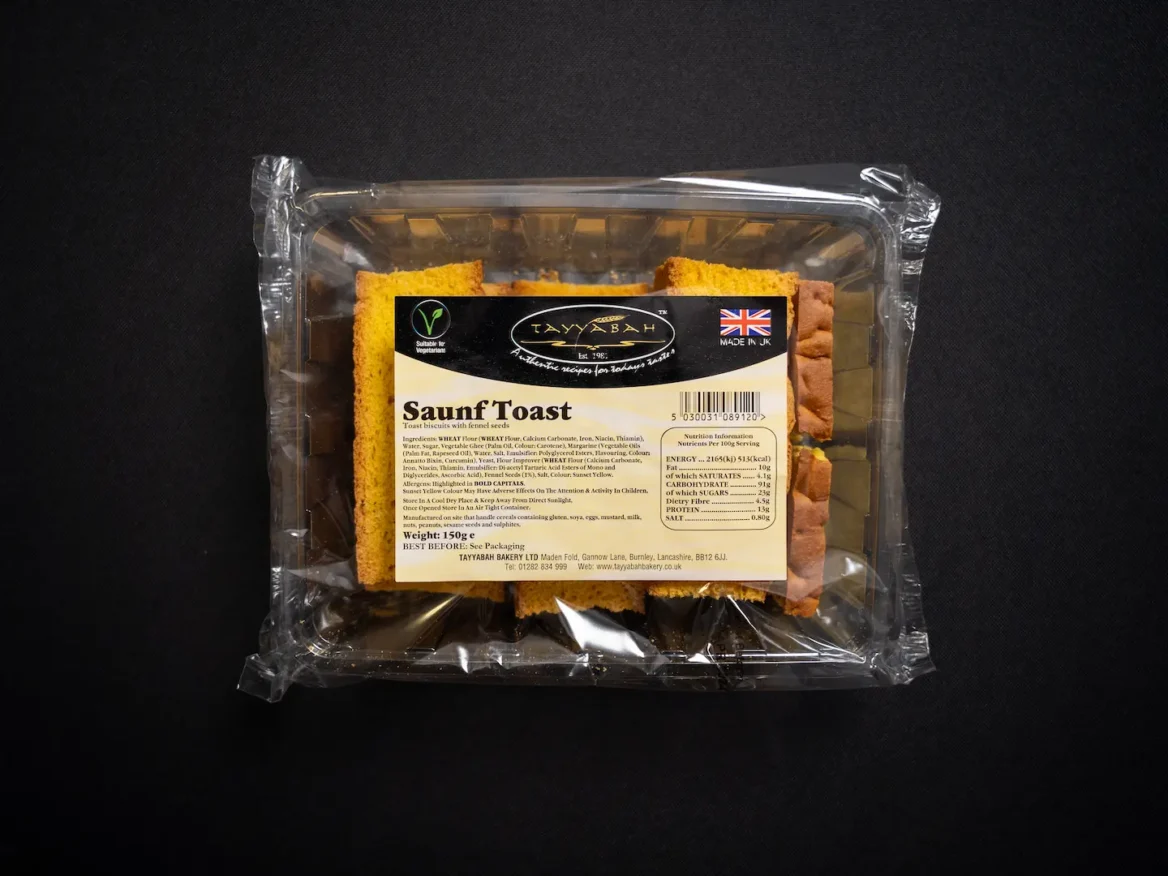 Suitable for
Vegetarians
TAYYABAH
TM
Est. 198
Authentic recipes for todays tastes
MADE IN UK
Saunf Toast
Toast biscuits with fennel seeds
Ingredients: WHEAT Flour (WHEAT Flour, Calcium Carbonate, Iron, Niacin, Thiamin),
Water, Sugar, Vegetable Ghee (Palm Oil, Colour: Carotene), Margarine (Vegetable Oils
(Palm Fat, Rapeseed Oil), Water, Salt, Emulsifier: Polyglycerol Esters, Flavouring, Colour:
Annatto Bixin, Curcumin), Yeast, Flour Improver (WHEAT Flour (Calcium Carbonate,
Iron, Niacin, Thiamin, Emulsifier: Di-acetyl Tartaric Acid Esters of Mono and
Diglycerides, Ascorbic Acid), Fennel Seeds (1%), Salt, Colour: Sunset Yellow.
Allergens: Highlighted in BOLD CAPITALS.
Sunset Yellow Colour May Have Adverse Effects On The Attention & Activity In Children.
Store In A Cool Dry Place & Keep Away From Direct Sunlight.
Once Opened Store In An Air Tight Container.
Manufactured on site that handle cereals containing gluten, soya, eggs, mustard, milk,
nuts, peanuts, sesame seeds and sulphites.
Weight: 150g e
BEST BEFORE: See Packaging
5 030031 089120 >
Nutrition Information
Nutrients Per 100g Serving
ENERGY ... 2165(kj) 513(kcal)
Fat ........................ 10g
of which SATURATES ..... 4.1g
CARBOHYDRATE ........... 91g
of which SUGARS ........... 23g
Dietry Fibre ................. 4.5g
PROTEIN ..................... 13g
SALT ........................ 0.80g
TAYYABAH BAKERY LTD Maden Fold, Gannow Lane, Burnley, Lancashire, BB12 6JJ.
Tel: 01282 834 999 Web: www.tayyabahbakery.co.uk